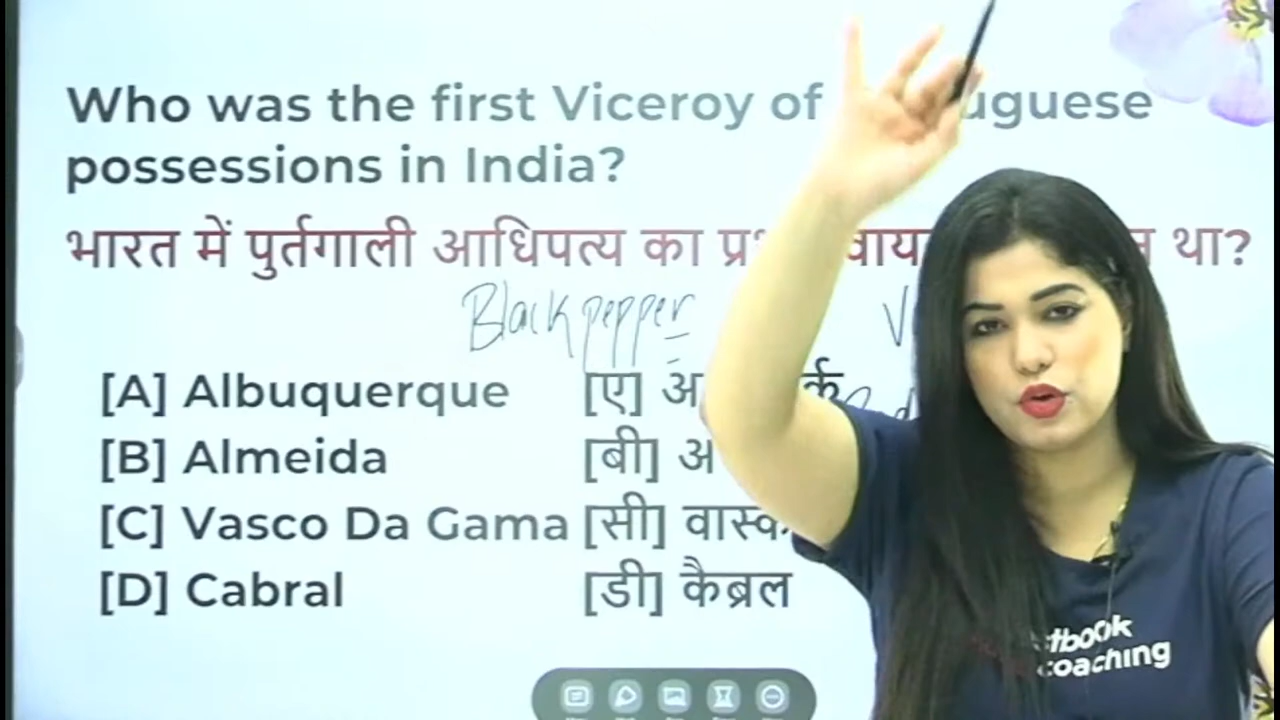 Who was the first Viceroy of uguese
possessions in India?
भारत में पुर्तगाली आधिपत्य का था?
Black pepper
[A] Albuquerque [ए]
[B] Almeida [बी]
[C] Vasco Da Gama [सी]
[D] Cabral [डी] कैब्रल
coaching